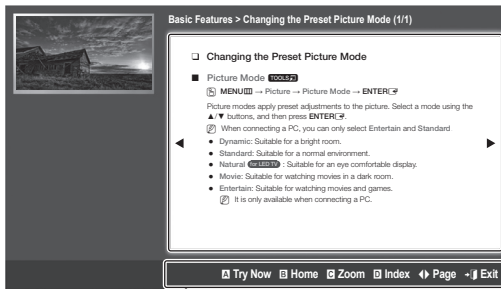 Basic Features > Changing the Preset Picture Mode (1/1)
❑ Changing the Preset Picture Mode
■ Picture Mode TOOLS
MENU → Picture → Picture Mode → ENTER
Picture modes apply preset adjustments to the picture. Select a mode using the
▲/▼ buttons, and then press ENTER.
When connecting a PC, you can only select Entertain and Standard
● Dynamic: Suitable for a bright room.
● Standard: Suitable for a normal environment.
● Natural for LED TV : Suitable for an eye comfortable display.
● Movie: Suitable for watching movies in a dark room.
● Entertain: Suitable for watching movies and games.
It is only available when connecting a PC.
◀ ▶
A Try Now B Home C Zoom D Index ◀▶ Page Exit